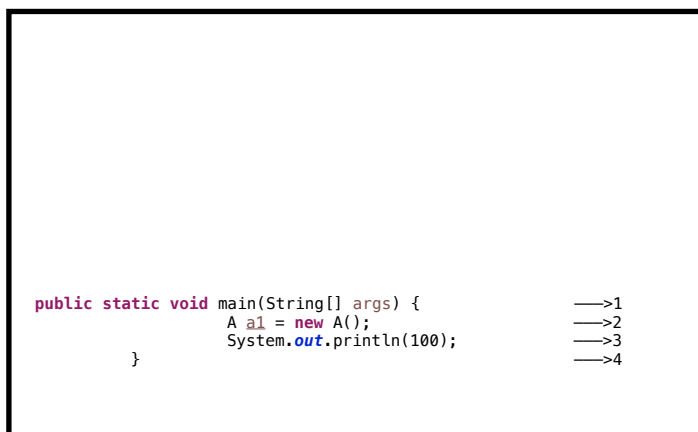 public static void main(String[] args) { ——>1
A a1 = new A(); ——>2
System.out.println(100); ——>3
} ——>4